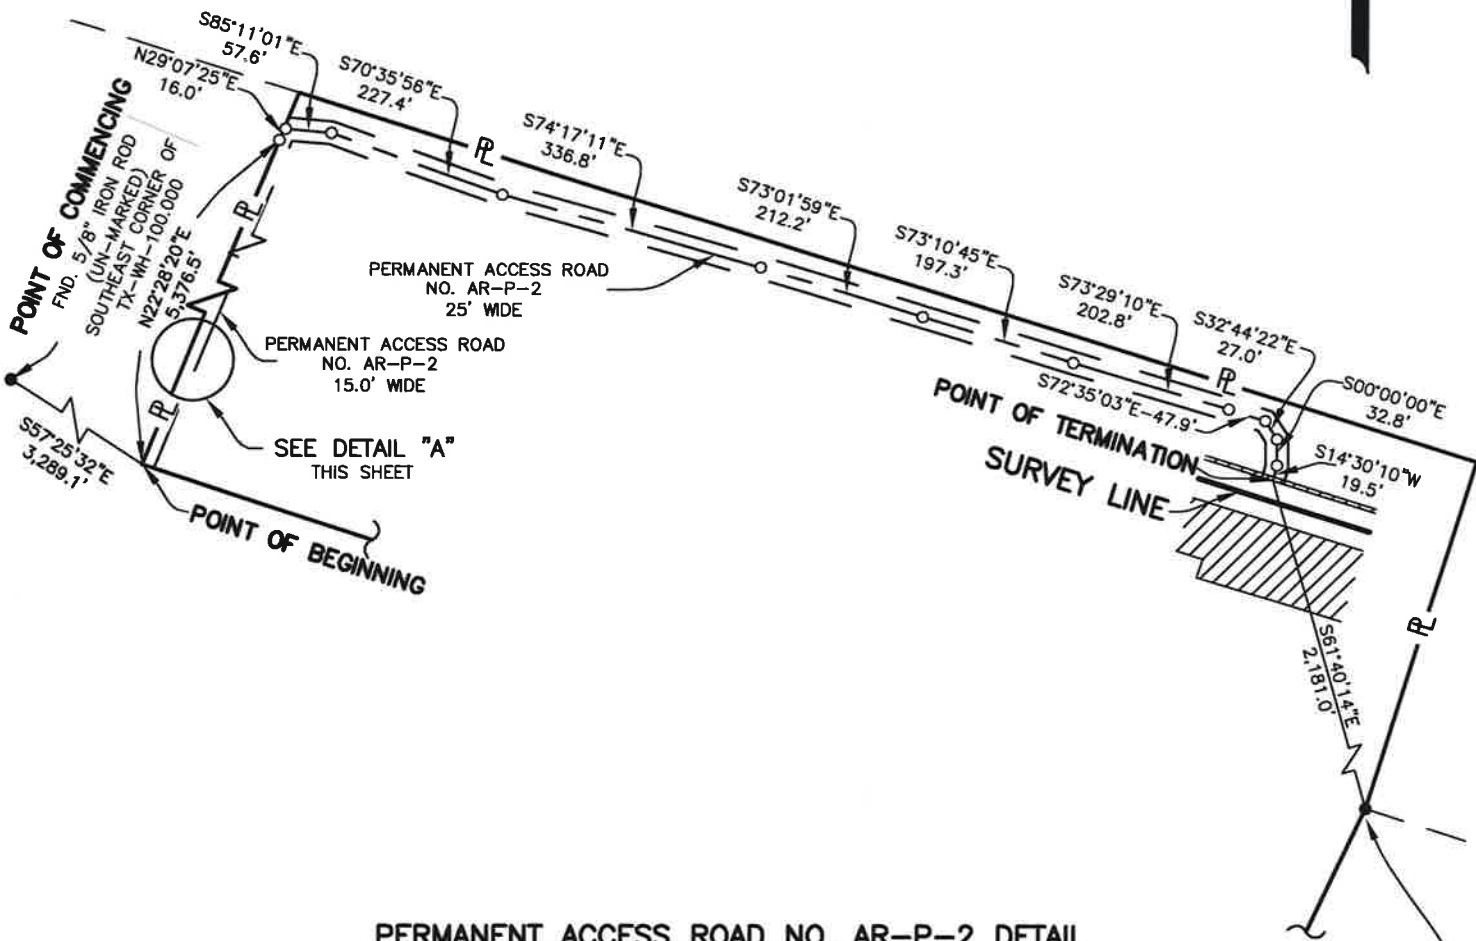 S85°11'01"E
57.6'
N29°07'25"E
16.0'
S70°35'56"E
227.4'
S74°17'11"E
336.8'
S73°01'59"E
212.2'
S73°10'45"E
197.3'
S73°29'10"E
202.8'
S32°44'22"E
27.0'
S00°00'00"E
32.8'
S72°35'03"E-47.9'
S14°30'10"W
19.5'
POINT OF COMMENCING
FND. 5/8" IRON ROD
(UN-MARKED)
SOUTHEAST CORNER OF
TX-WH-100.000
N22°28'20"E
5,376.5'
PL
PL
PL
PL
PL
PL
PERMANENT ACCESS ROAD
NO. AR-P-2
25' WIDE
PERMANENT ACCESS ROAD
NO. AR-P-2
15.0' WIDE
SEE DETAIL "A"
THIS SHEET
S57°25'32"E
3,289.1'
POINT OF BEGINNING
POINT OF TERMINATION
SURVEY LINE
S61°40'14"E
2,181.0'
PERMANENT ACCESS ROAD NO. AR-P-2 DETAIL